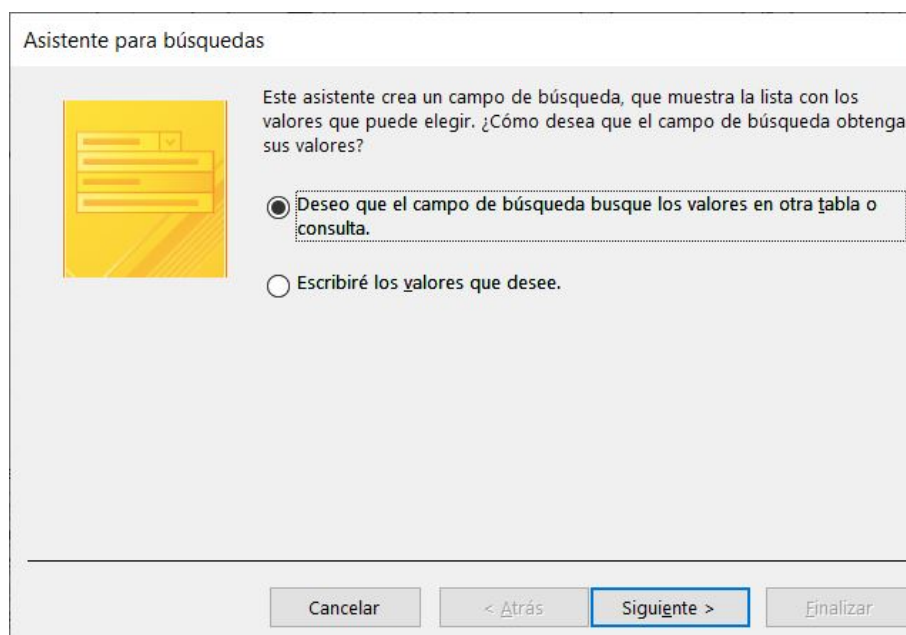 Asistente para búsquedas
Este asistente crea un campo de búsqueda, que muestra la lista con los
valores que puede elegir. ¿Cómo desea que el campo de búsqueda obtenga
sus valores?
Deseo que el campo de búsqueda busque los valores en otra tabla o
consulta.
Escribiré los valores que desee.
Cancelar
< Atrás
Siguiente >
Finalizar